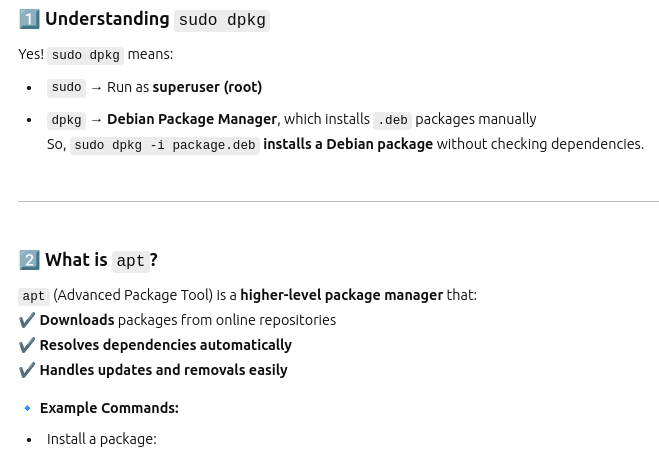 1️⃣ Understanding sudo dpkg
Yes! sudo dpkg means:
• sudo → Run as superuser (root)
• dpkg → Debian Package Manager, which installs .deb packages manually
So, sudo dpkg -i package.deb installs a Debian package without checking dependencies.
2️⃣ What is apt?
apt (Advanced Package Tool) is a higher-level package manager that:
✔ Downloads packages from online repositories
✔ Resolves dependencies automatically
✔ Handles updates and removals easily
🔹 Example Commands:
• Install a package: